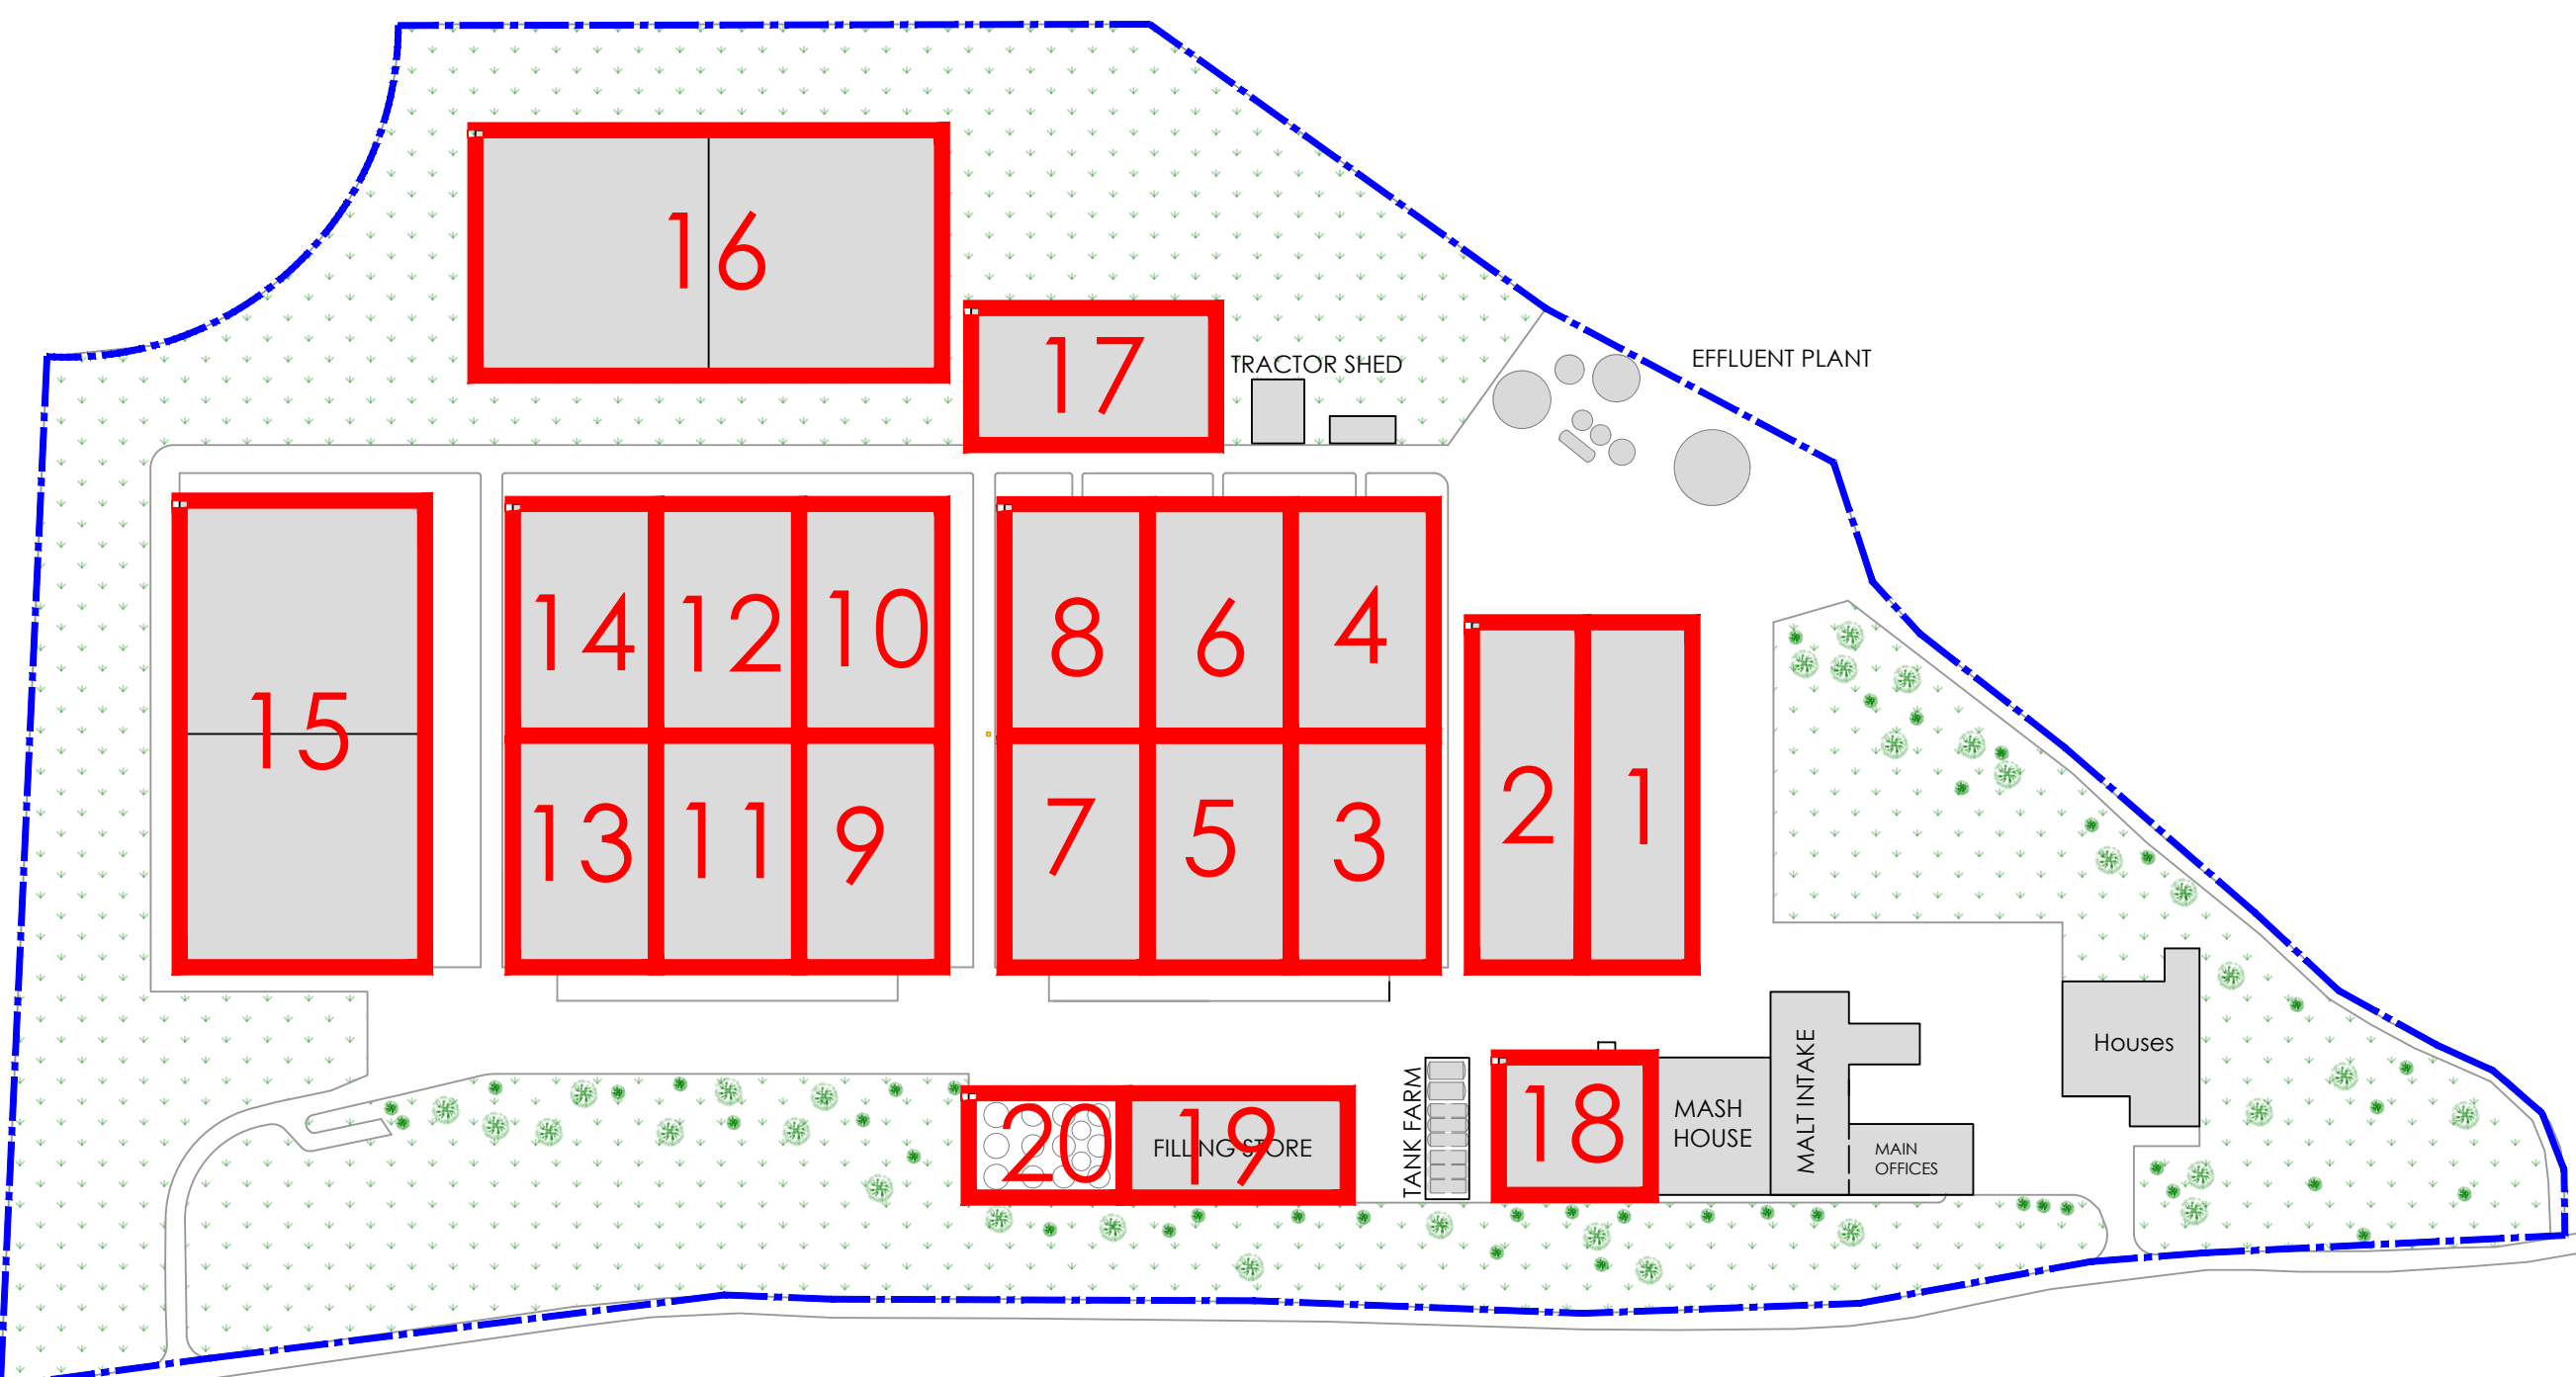 16
17
TRACTOR SHED
EFFLUENT PLANT
14
12
10
8
6
4
15
13
11
9
7
5
3
2
1
Houses
20
FILLING STORE
19
TANK FARM
18
MASH
HOUSE
MALT INTAKE
MAIN
OFFICES